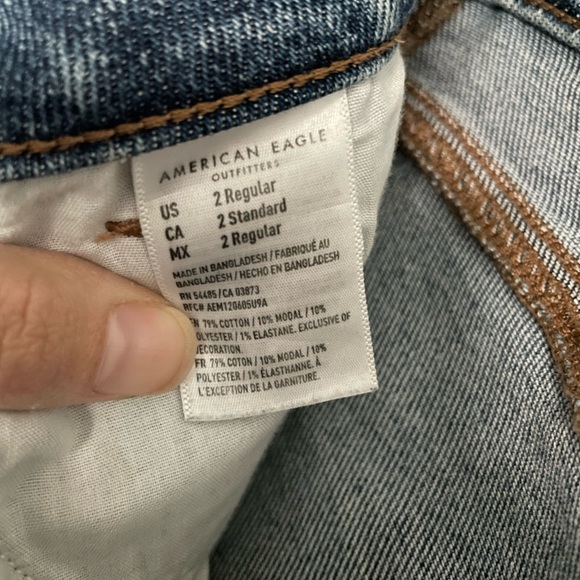 AMERICAN EAGLE
OUTFITTERS
US 2 Regular
CA 2 Standard
MX 2 Regular
MADE IN BANGLADESH / FABRIQUÉ AU
BANGLADESH / HECHO EN BANGLADESH
RN 54485 / CA 03873
RFC# AEM120605U9A
EN 79% COTTON / 10% MODAL / 10%
POLYESTER / 1% ELASTANE. EXCLUSIVE OF
DECORATION.
FR 79% COTON / 10% MODAL / 10%
POLYESTER / 1% ÉLASTHANNE. À
L'EXCEPTION DE LA GARNITURE.